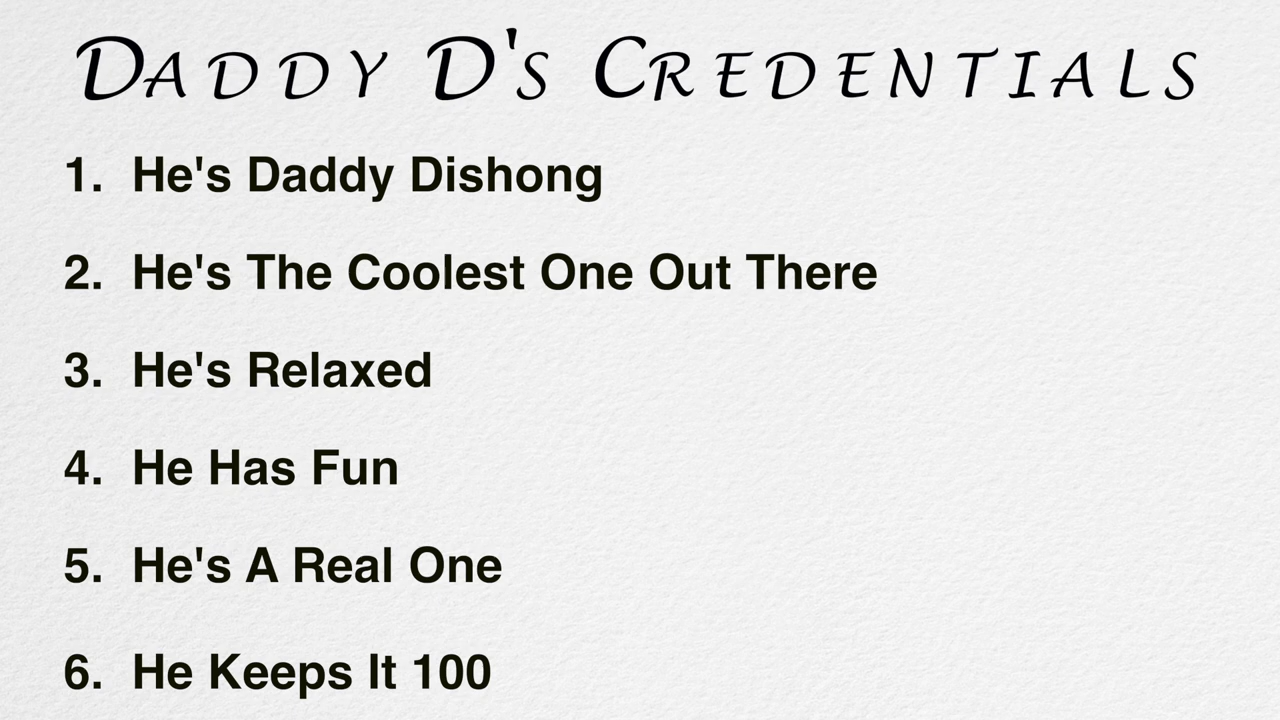 Daddy D's Credentials
1. He's Daddy Dishong
2. He's The Coolest One Out There
3. He's Relaxed
4. He Has Fun
5. He's A Real One
6. He Keeps It 100